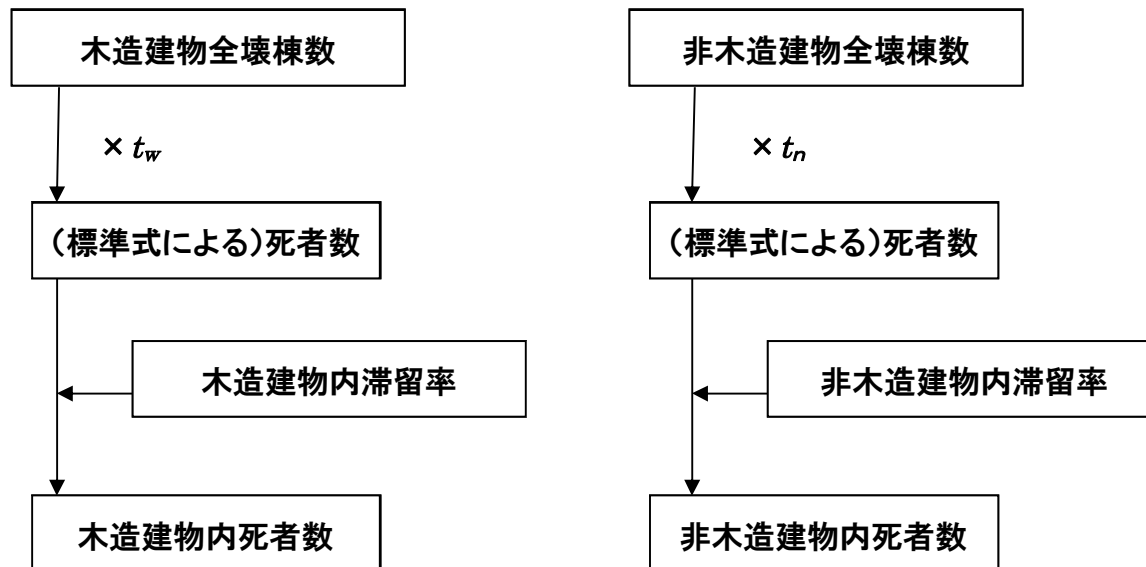 木造建物全壊棟数
× tw
(標準式による)死者数
木造建物内滞留率
木造建物内死者数
非木造建物全壊棟数
× tn
(標準式による)死者数
非木造建物内滞留率
非木造建物内死者数